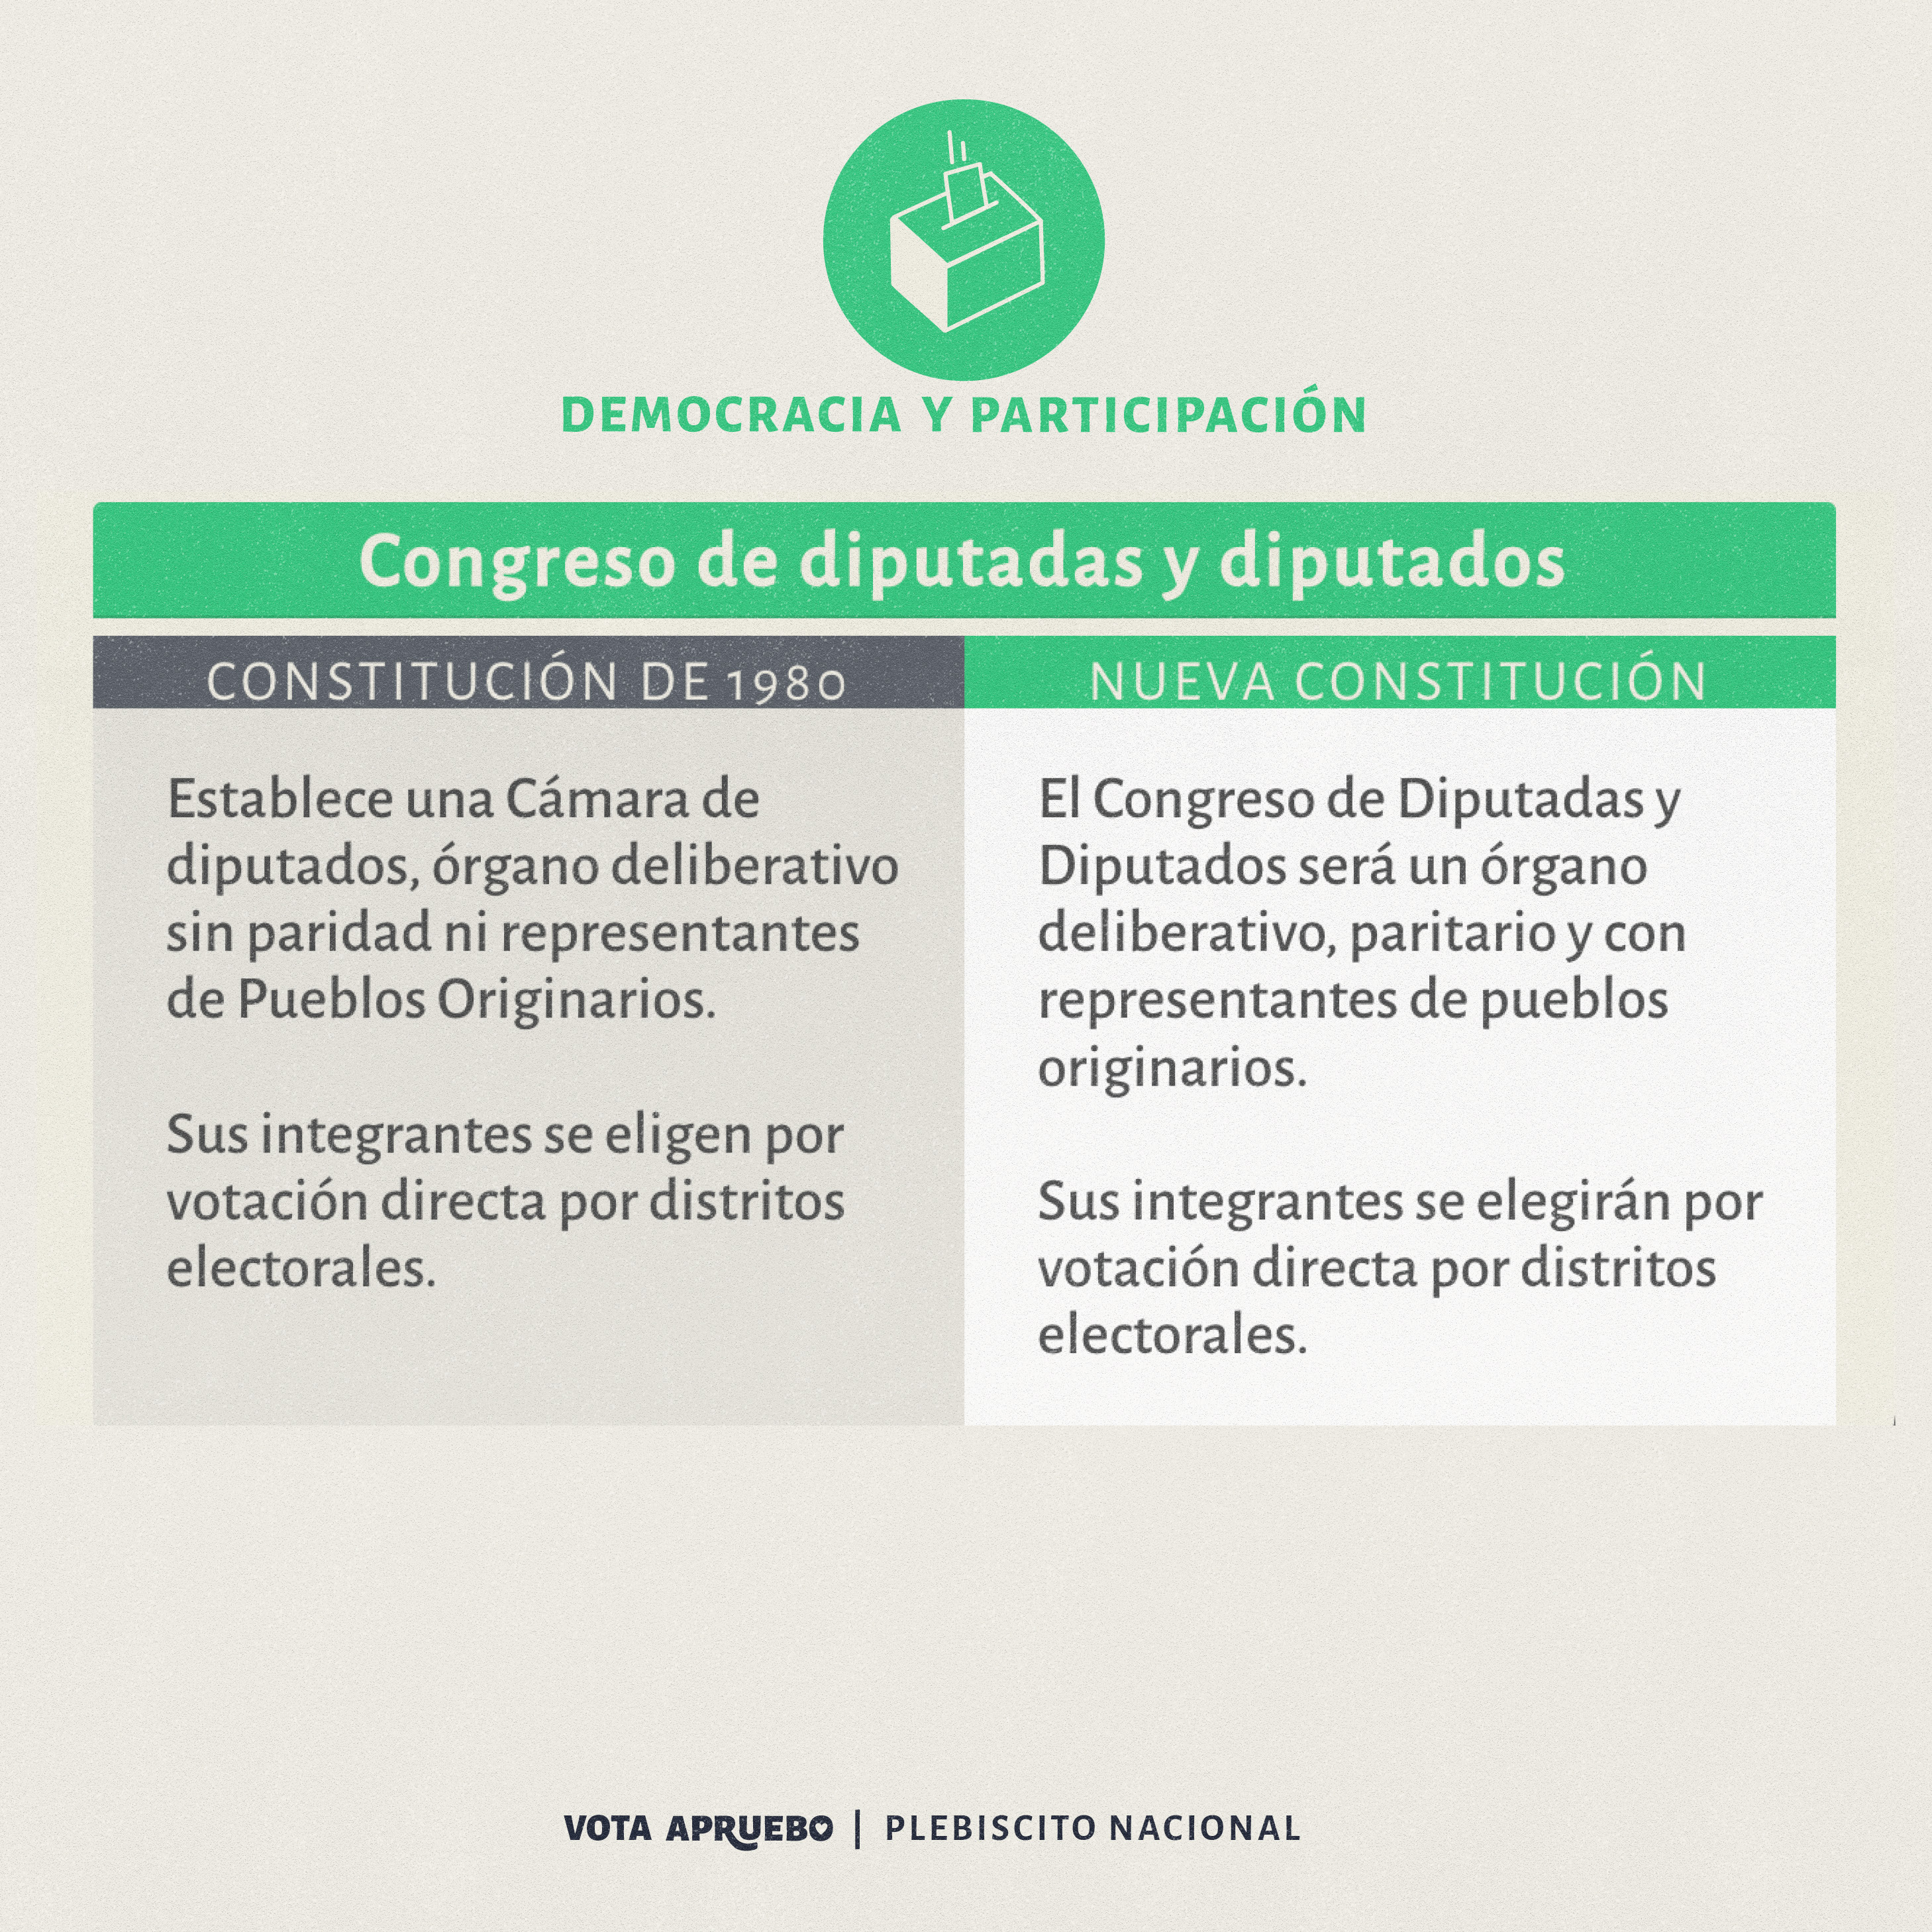 DEMOCRACIA Y PARTICIPACIÓN
Congreso de diputadas y diputados
CONSTITUCIÓN DE 1980
Establece una Cámara de
diputados, órgano deliberativo
sin paridad ni representantes
de Pueblos Originarios.
Sus integrantes se eligen por
votación directa por distritos
electorales.
NUEVA CONSTITUCIÓN
El Congreso de Diputadas y
Diputados será un órgano
deliberativo, paritario y con
representantes de pueblos
originarios.
Sus integrantes se elegirán por
votación directa por distritos
electorales.
VOTA APRUEBO | PLEBISCITO NACIONAL